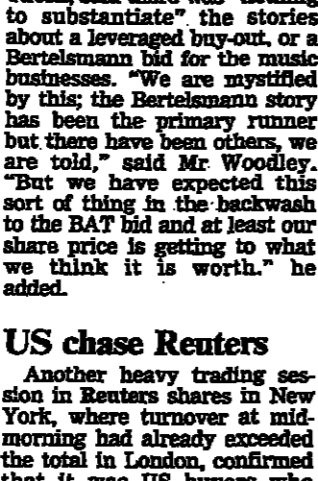 to substantiate” the stories
about a leveraged buy-out, or a
Bertelsmann bid for the music
businesses. “We are mystified
by this; the Bertelsmann story
has been the primary runner
but there have been others, we
are told,” said Mr Woodley.
“But we have expected this
sort of thing in the backwash
to the BAT bid and at least our
share price is getting to what
we think it is worth.” he
added.
US chase Reuters
Another heavy trading ses-
sion in Reuters shares in New
York, where turnover at mid-
morning had already exceeded
the total in London, confirmed
that it was US buyers who